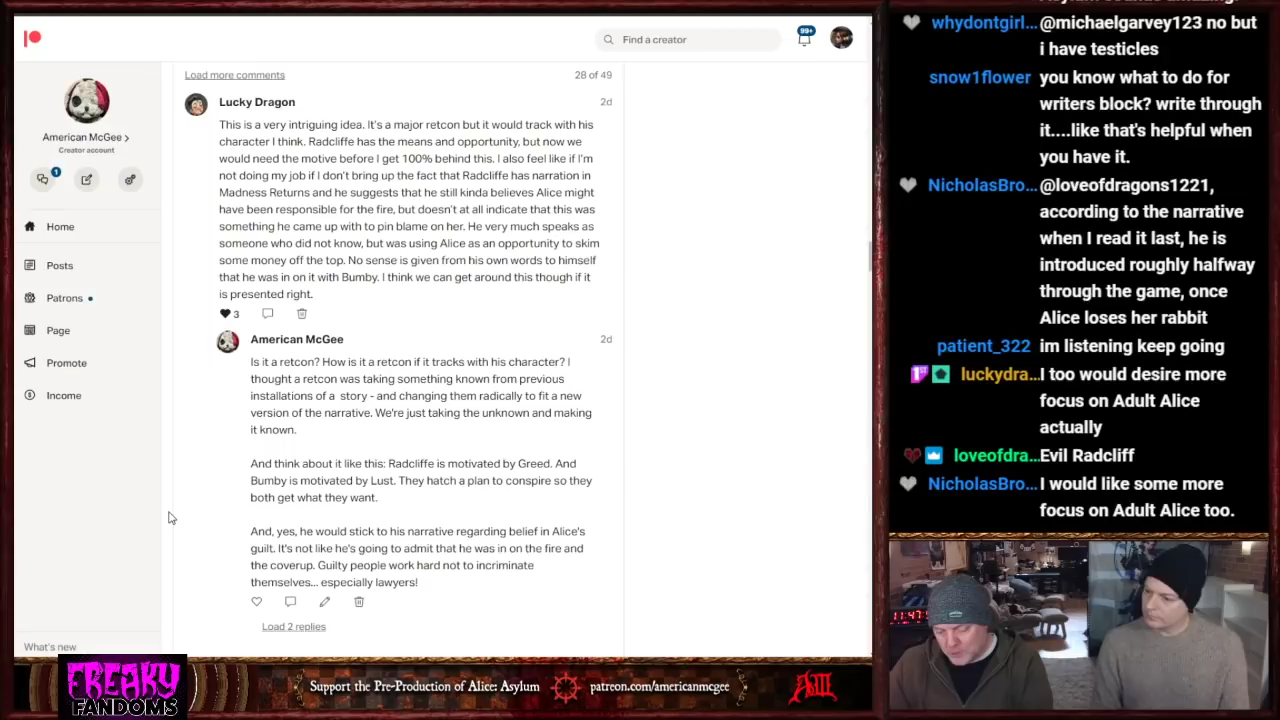 Find a creator
99+
American McGee >
Creator account
1
Home
Posts
Patrons
Page
Promote
Income
What's new
Load more comments
28 of 49
Lucky Dragon
2d
This is a very intriguing idea. It's a major retcon but it would track with his
character I think. Radcliffe has the means and opportunity, but now we
would need the motive before I get 100% behind this. I also feel like if I'm
not doing my job if I don't bring up the fact that Radcliffe has narration in
Madness Returns and he suggests that he still kinda believes Alice might
have been responsible for the fire, but doesn't at all indicate that this was
something he came up with to pin blame on her. He very much speaks as
someone who did not know, but was using Alice as an opportunity to skim
some money off the top. No sense is given from his own words to himself
that he was in on it with Bumby. I think we can get around this though if it
is presented right.
3
American McGee
2d
Is it a retcon? How is it a retcon if it tracks with his character? I
thought a retcon was taking something known from previous
installations of a story - and changing them radically to fit a new
version of the narrative. We're just taking the unknown and making
it known.
And think about it like this: Radcliffe is motivated by Greed. And
Bumby is motivated by Lust. They hatch a plan to conspire so they
both get what they want.
And, yes, he would stick to his narrative regarding belief in Alice's
guilt. It's not like he's going to admit that he was in on the fire and
the coverup. Guilty people work hard not to incriminate
themselves... especially lawyers!
Load 2 replies
whydontgirl... @michaelgarvey123 no but
i have testicles
snow1flower you know what to do for
writers block? write through
it....like that's helpful when
you have it.
NicholasBro... @loveofdragons1221,
according to the narrative
when I read it last, he is
introduced roughly halfway
through the game, once
Alice loses her rabbit
patient_322 im listening keep going
luckydra... I too would desire more
focus on Adult Alice
actually
loveofdra... Evil Radcliff
NicholasBro... I would like some more
focus on Adult Alice too.
FREAKY
FANDOMS
Support the Pre-Production of Alice: Asylum
patreon.com/americanmcgee